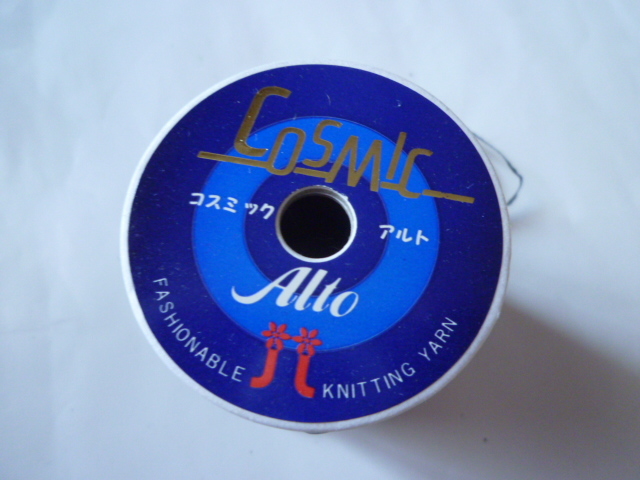 COSMIC
コスミック アルト
Alto
FASHIONABLE KNITTING YARN